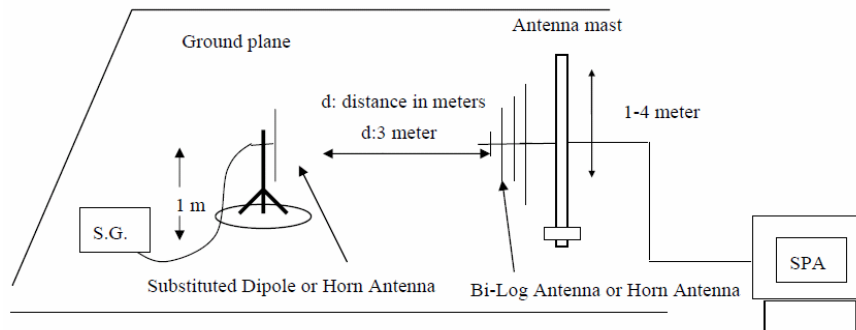 Antenna mast
Ground plane
d: distance in meters
d:3 meter
1-4 meter
1 m
S.G.
SPA
Substituted Dipole or Horn Antenna
Bi-Log Antenna or Horn Antenna